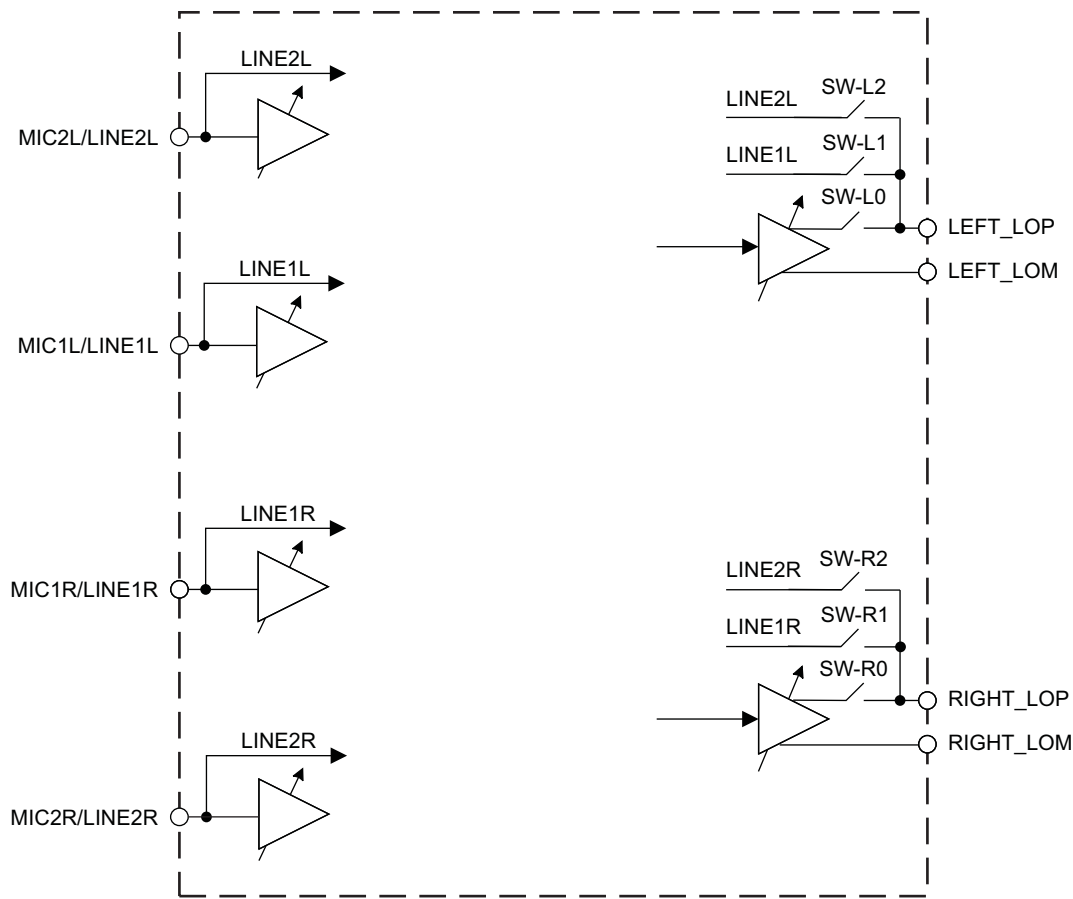 LINE2L
MIC2L/LINE2L
LINE1L
MIC1L/LINE1L
LINE1R
MIC1R/LINE1R
LINE2R
MIC2R/LINE2R
SW-L2
LINE2L
SW-L1
LINE1L
SW-L0
LEFT_LOP
LEFT_LOM
SW-R2
LINE2R
SW-R1
LINE1R
SW-R0
RIGHT_LOP
RIGHT_LOM